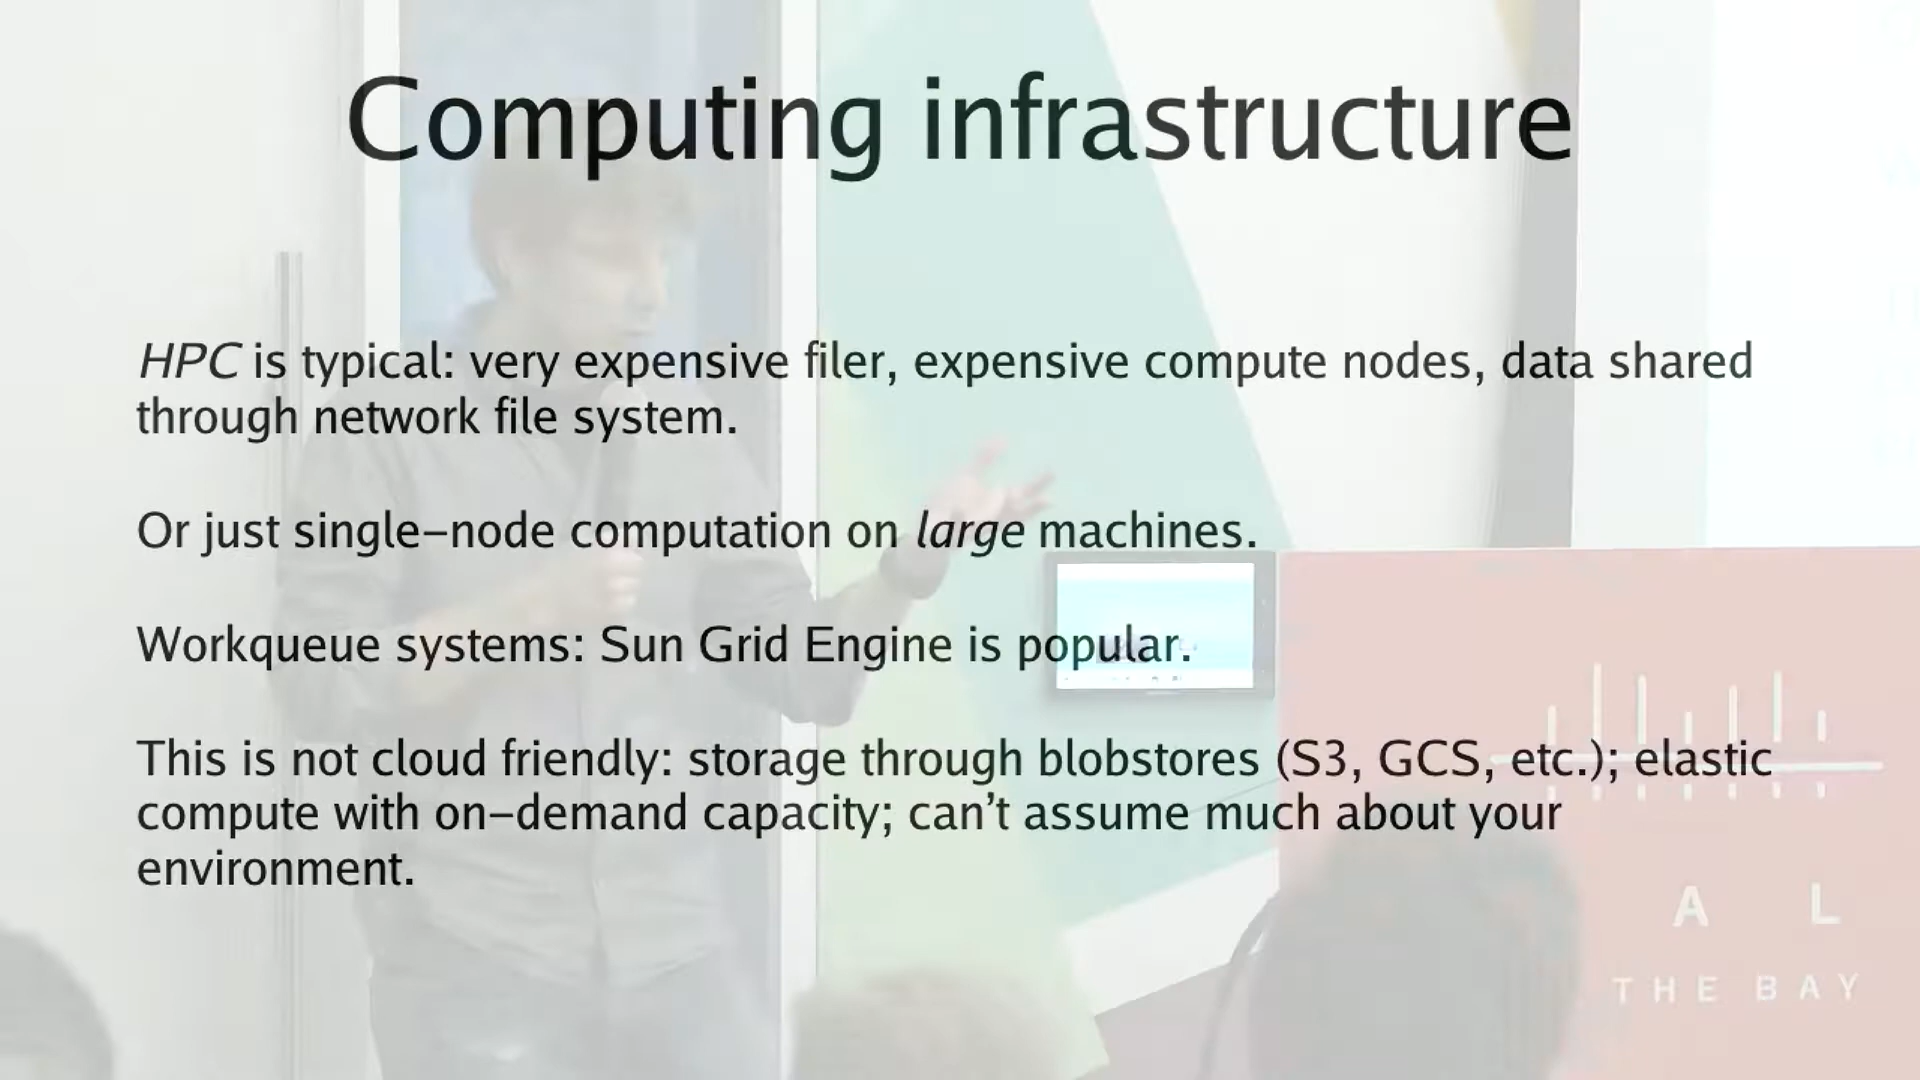 Computing infrastructure
HPC is typical: very expensive filer, expensive compute nodes, data shared
through network file system.
Or just single–node computation on large machines.
Workqueue systems: Sun Grid Engine is popular.
This is not cloud friendly: storage through blobstores (S3, GCS, etc.); elastic
compute with on–demand capacity; can’t assume much about your
environment.
A L
THE BAY